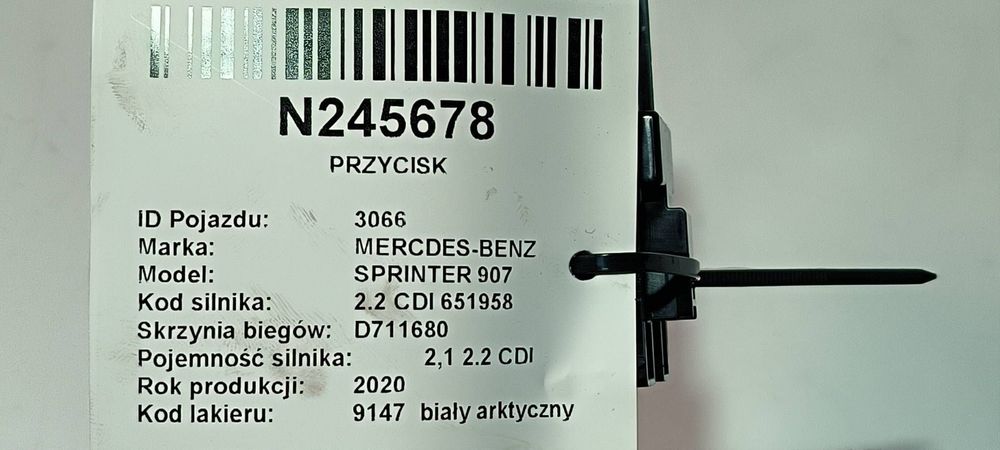 N245678
PRZYCISK
ID Pojazdu: 3066
Marka: MERCDES-BENZ
Model: SPRINTER 907
Kod silnika: 2.2 CDI 651958
Skrzynia biegów: D711680
Pojemność silnika: 2,1 2.2 CDI
Rok produkcji: 2020
Kod lakieru: 9147 biały arktyczny